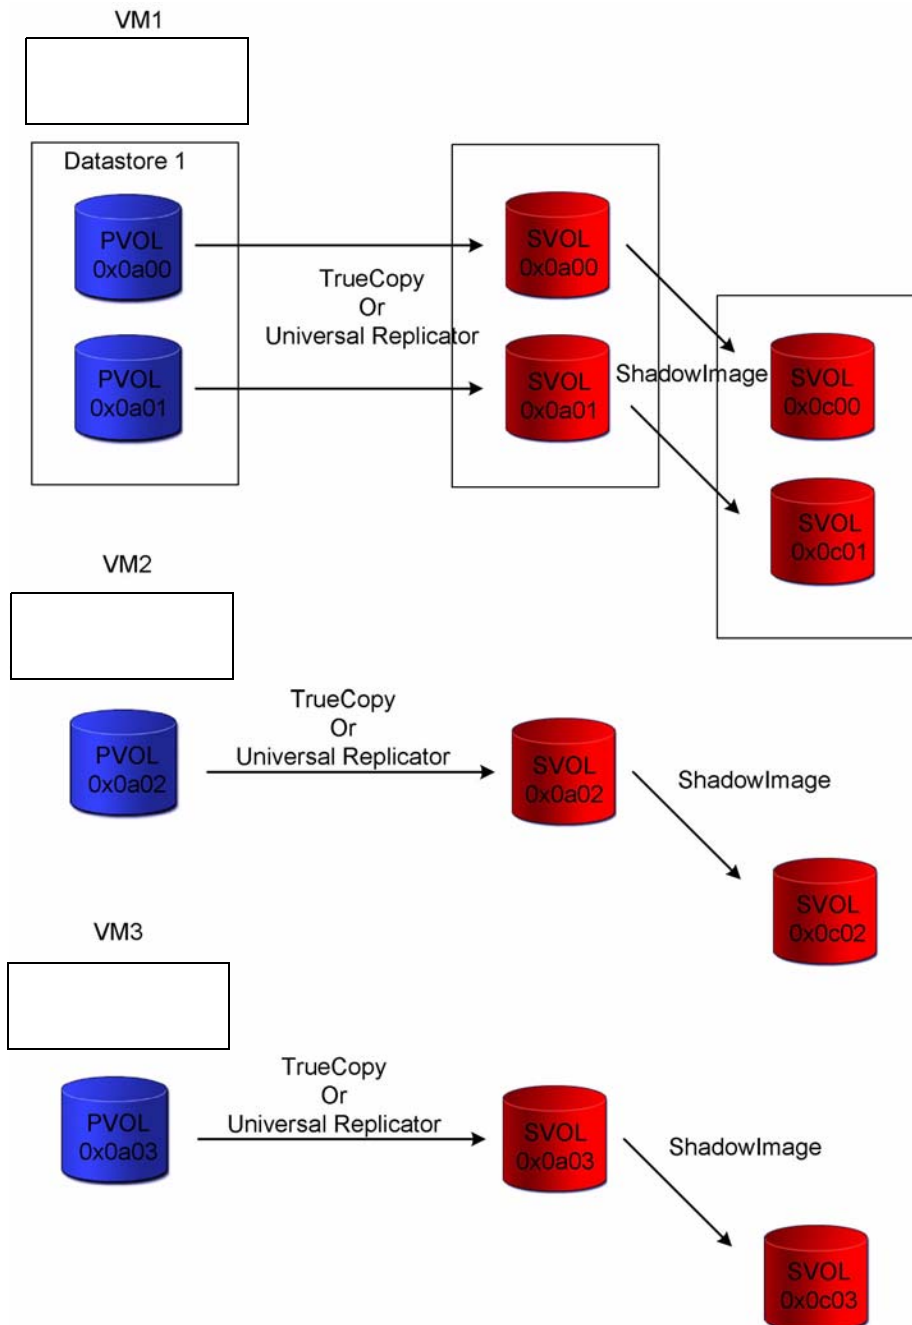 VM1
Datastore 1
PVOL
0x0a00
TrueCopy
Or
Universal Replicator
SVOL
0x0a00
PVOL
0x0a01
SVOL
0x0a01
ShadowImage
SVOL
0x0c00
SVOL
0x0c01
VM2
PVOL
0x0a02
TrueCopy
Or
Universal Replicator
SVOL
0x0a02
ShadowImage
SVOL
0x0c02
VM3
PVOL
0x0a03
TrueCopy
Or
Universal Replicator
SVOL
0x0a03
ShadowImage
SVOL
0x0c03